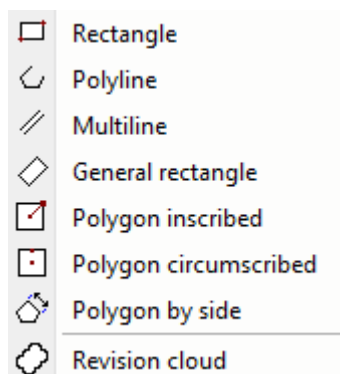 Rectangle
Polyline
Multiline
General rectangle
Polygon inscribed
Polygon circumscribed
Polygon by side
Revision cloud